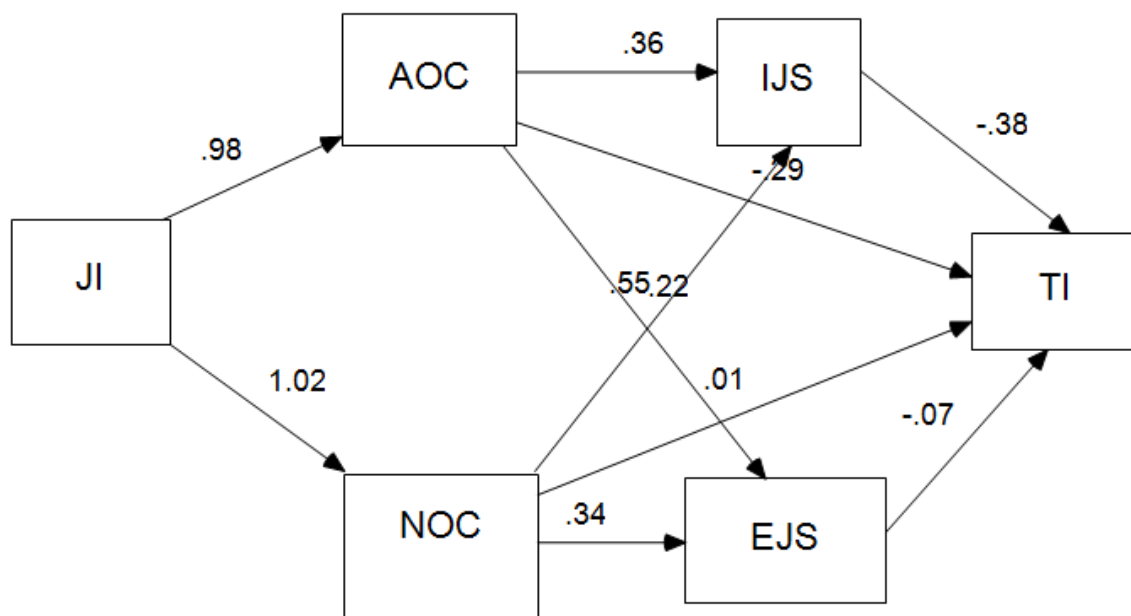 AOC
.36
IJS
-.38
.98
-.29
JI
.55
.22
TI
1.02
.01
-.07
NOC
.34
EJS